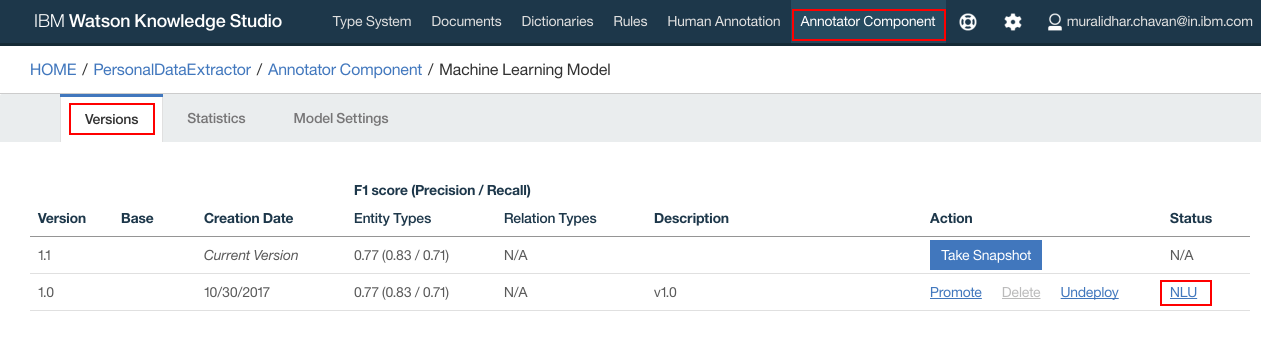 IBM Watson Knowledge Studio Type System Documents Dictionaries Rules Human Annotation Annotator Component muralidhar.chavan@in.ibm.com
HOME / PersonalDataExtractor / Annotator Component / Machine Learning Model
Versions Statistics Model Settings
F1 score (Precision / Recall)
Version Base Creation Date Entity Types Relation Types Description Action Status
1.1 Current Version 0.77 (0.83 / 0.71) N/A Take Snapshot N/A
1.0 10/30/2017 0.77 (0.83 / 0.71) N/A v1.0 Promote Delete Undeploy NLU